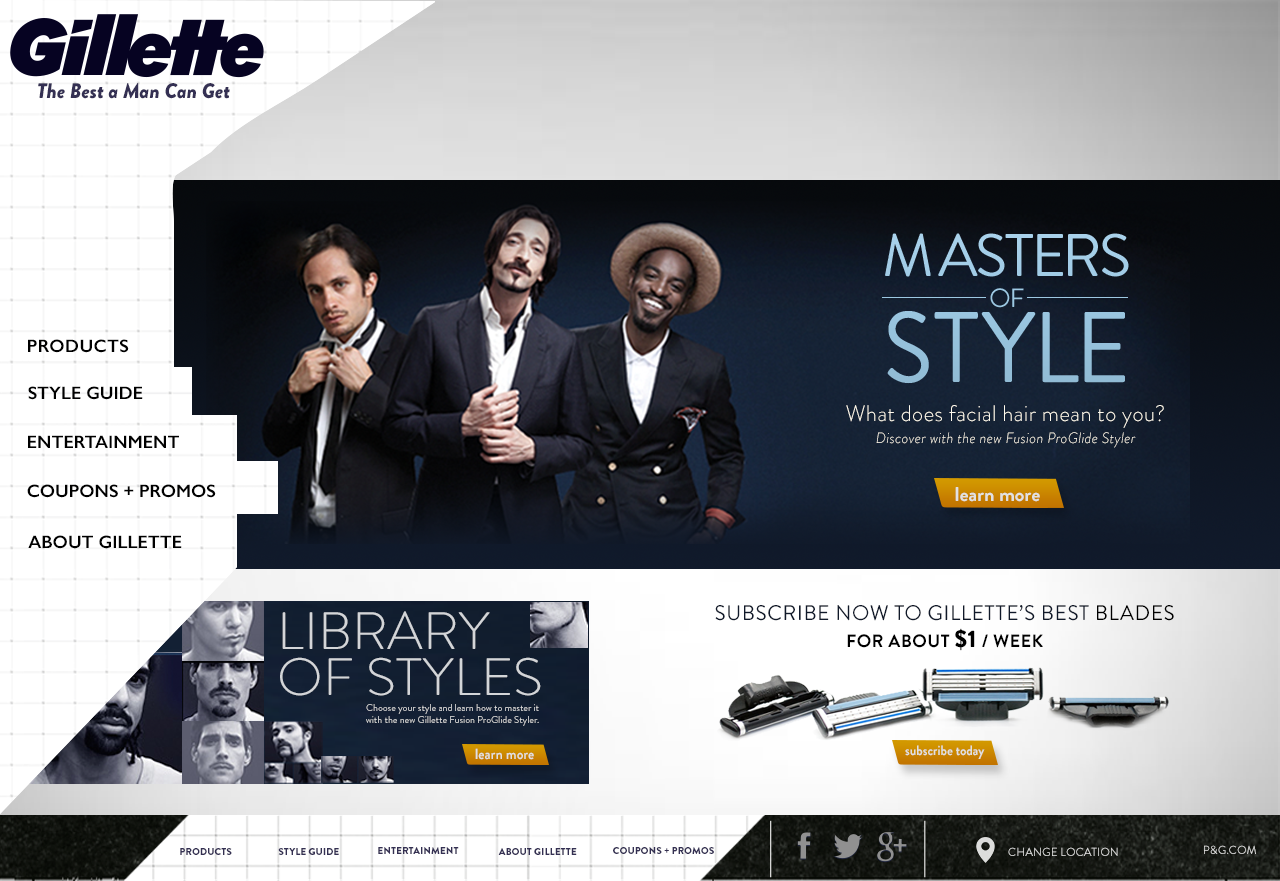 Gillette
The Best a Man Can Get
PRODUCTS
STYLE GUIDE
ENTERTAINMENT
COUPONS + PROMOS
ABOUT GILLETTE
MASTERS
OF
STYLE
What does facial hair mean to you?
Discover with the new Fusion ProGlide Styler
learn more
LIBRARY
OF STYLES
Choose your style and learn how to master it
with the new Gillette Fusion ProGlide Styler.
learn more
SUBSCRIBE NOW TO GILLETTE'S BEST BLADES
FOR ABOUT $1 / WEEK
subscribe today
PRODUCTS
STYLE GUIDE
ENTERTAINMENT
ABOUT GILLETTE
COUPONS + PROMOS
f
g+
CHANGE LOCATION
P&G.COM